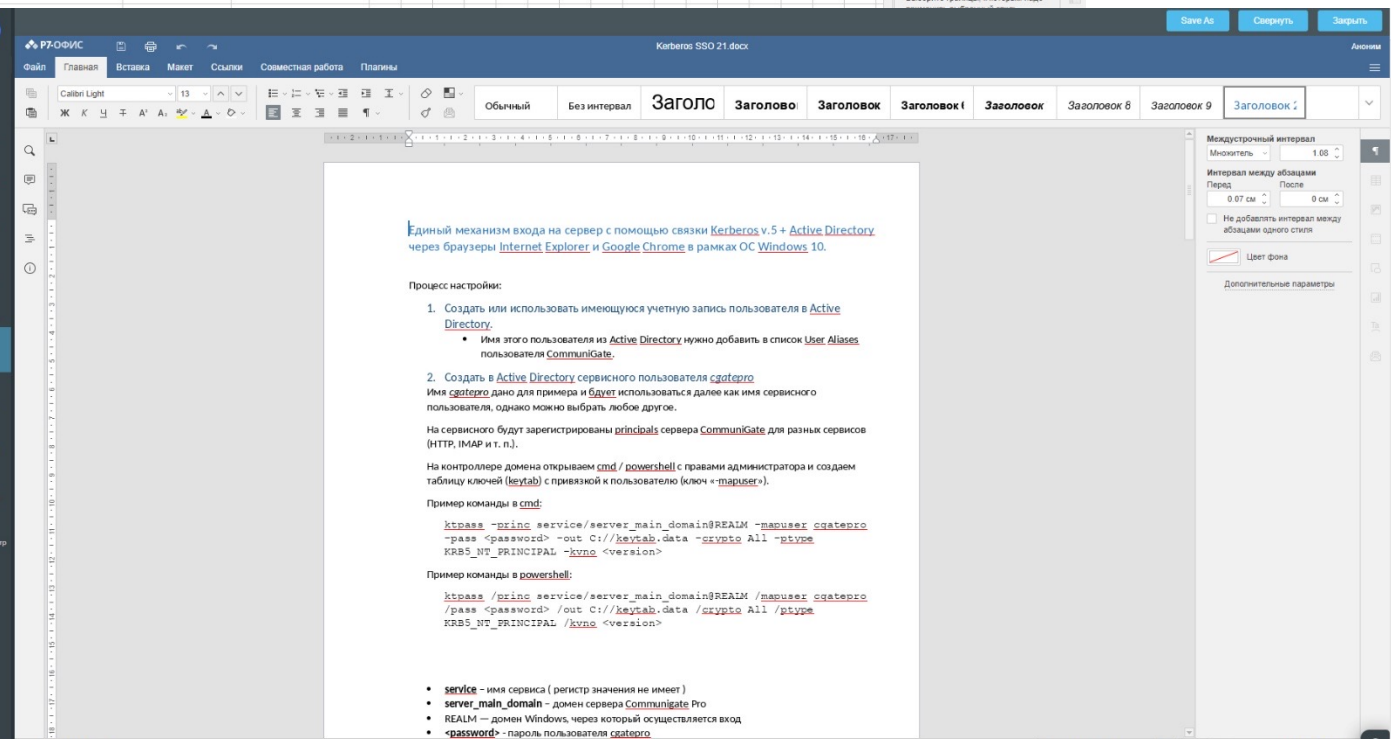 Save As Свернуть Закрыть
Р7-ОФИС Kerberos SSO 21.docx Аноним
Файл Главная Вставка Макет Ссылки Совместная работа Плагины
Calibri Light 13
Ж К Ч
Обычный Без интервал Заголо Заголово Заголовок Заголовок ( Заголовок Заголовок 8 Заголовок 9 Заголовок 2
Междустрочный интервал
Множитель 1.08
Интервал между абзацами
Перед После
0.07 см 0 см
Не добавлять интервал между
абзацами одного стиля
Цвет фона
Дополнительные параметры
Единый механизм входа на сервер с помощью связки Kerberos v.5 + Active Directory
через браузеры Internet Explorer и Google Chrome в рамках ОС Windows 10.
Процесс настройки:
1. Создать или использовать имеющуюся учетную запись пользователя в Active
Directory.
• Имя этого пользователя из Active Directory нужно добавить в список User Aliases
пользователя CommuniGate.
2. Создать в Active Directory сервисного пользователя cgatepro
Имя cgatepro дано для примера и бдует использоваться далее как имя сервисного
пользователя, однако можно выбрать любое другое.
На сервисного будут зарегистрированы principals сервера CommuniGate для разных сервисов
(HTTP, IMAP и т. п.).
На контроллере домена открываем cmd / powershell с правами администратора и создаем
таблицу ключей (keytab) с привязкой к пользователю (ключ «-mapuser»).
Пример команды в cmd:
ktpass -princ service/server_main_domain@REALM -mapuser cgatepro
-pass <password> -out C://keytab.data -crypto All -ptype
KRB5_NT_PRINCIPAL -kvno <version>
Пример команды в powershell:
ktpass /princ service/server_main_domain@REALM /mapuser cgatepro
/pass <password> /out C://keytab.data /crypto All /ptype
KRB5_NT_PRINCIPAL /kvno <version>
• service – имя сервиса ( регистр значения не имеет )
• server_main_domain – домен сервера Communigate Pro
• REALM — домен Windows, через который осуществляется вход
• <password> - пароль пользователя cgatepro